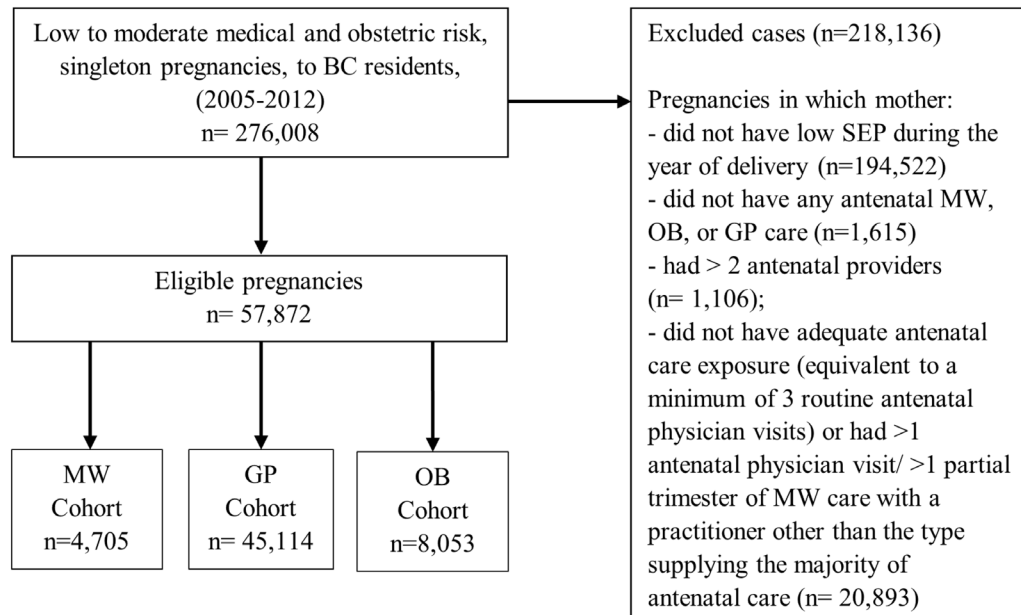 Low to moderate medical and obstetric risk,
singleton pregnancies, to BC residents,
(2005-2012)
n= 276,008
Eligible pregnancies
n= 57,872
MW
Cohort
n=4,705
GP
Cohort
n= 45,114
OB
Cohort
n=8,053
Excluded cases (n=218,136)
Pregnancies in which mother:
- did not have low SEP during the
year of delivery (n=194,522)
- did not have any antenatal MW,
OB, or GP care (n=1,615)
- had > 2 antenatal providers
(n= 1,106);
- did not have adequate antenatal
care exposure (equivalent to a
minimum of 3 routine antenatal
physician visits) or had >1
antenatal physician visit/ >1 partial
trimester of MW care with a
practitioner other than the type
supplying the majority of
antenatal care (n= 20,893)